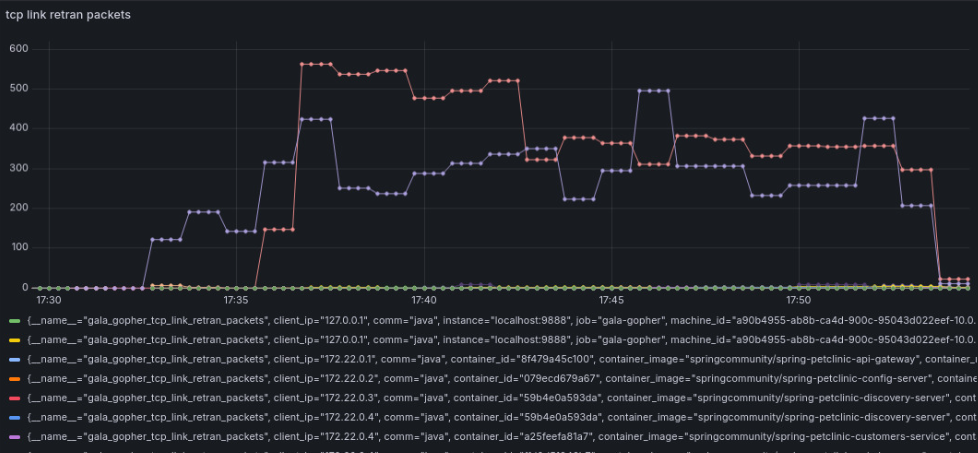 tcp link retran packets
600
500
400
300
200
100
0
17:30 17:35 17:40 17:45 17:50
{__name__="gala_gopher_tcp_link_retran_packets", client_ip="127.0.0.1", comm="java", instance="localhost:9888", job="gala-gopher", machine_id="a90b4955-ab8b-ca4d-900c-95043d022eef-10.0.
{__name__="gala_gopher_tcp_link_retran_packets", client_ip="127.0.0.1", comm="java", instance="localhost:9888", job="gala-gopher", machine_id="a90b4955-ab8b-ca4d-900c-95043d022eef-10.0.
{__name__="gala_gopher_tcp_link_retran_packets", client_ip="172.22.0.1", comm="java", container_id="8f479a45c100", container_image="springcommunity/spring-petclinic-api-gateway", container_
{__name__="gala_gopher_tcp_link_retran_packets", client_ip="172.22.0.2", comm="java", container_id="079ecd679a67", container_image="springcommunity/spring-petclinic-config-server", containe
{__name__="gala_gopher_tcp_link_retran_packets", client_ip="172.22.0.3", comm="java", container_id="59b4e0a593da", container_image="springcommunity/spring-petclinic-discovery-server", cont
{__name__="gala_gopher_tcp_link_retran_packets", client_ip="172.22.0.4", comm="java", container_id="59b4e0a593da", container_image="springcommunity/spring-petclinic-discovery-server", cont
{__name__="gala_gopher_tcp_link_retran_packets", client_ip="172.22.0.4", comm="java", container_id="a25feefa81a7", container_image="springcommunity/spring-petclinic-customers-service", cont